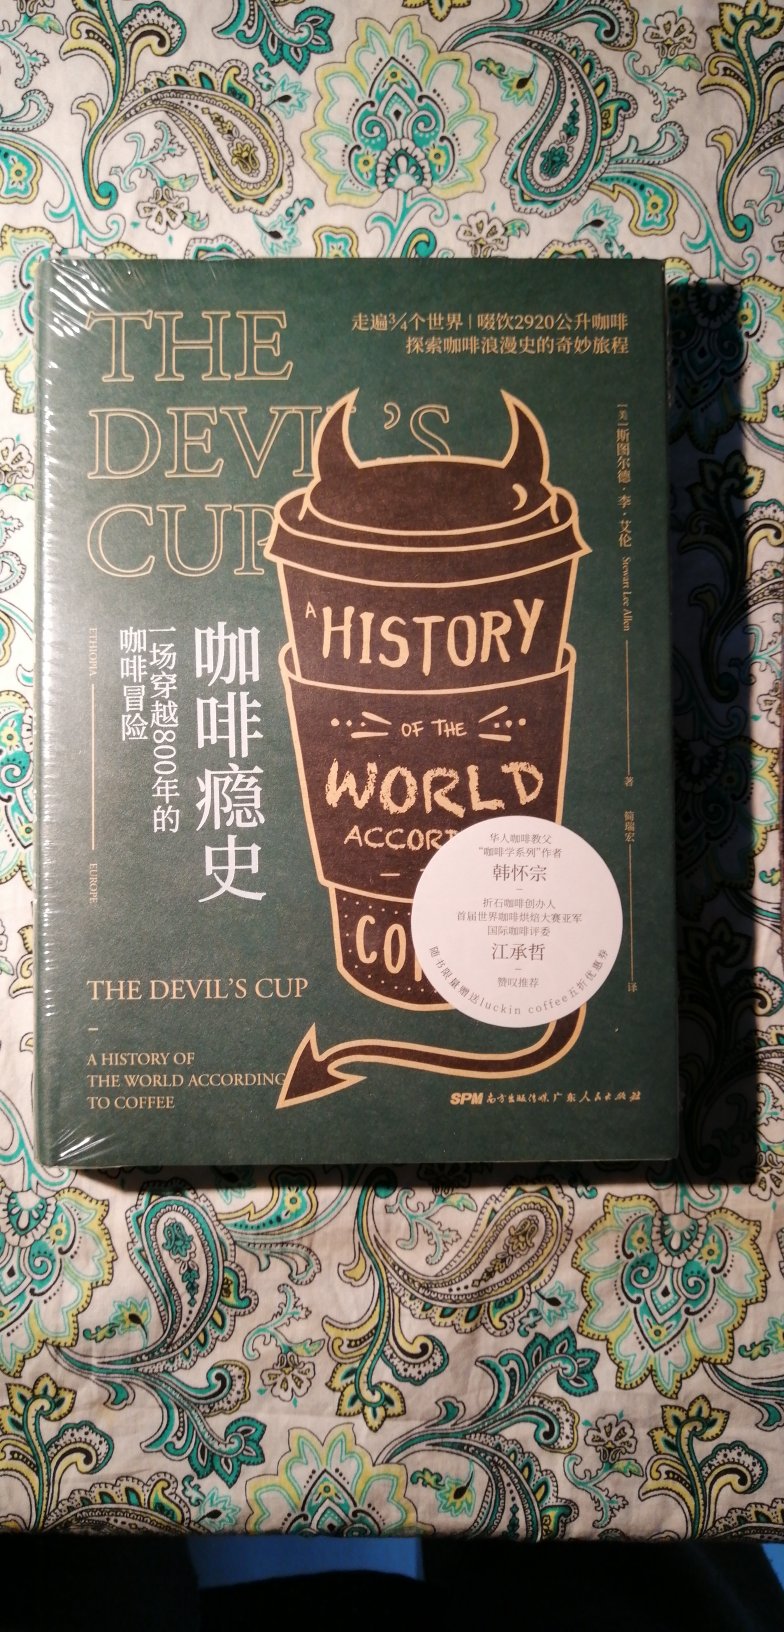 THE
DEVIL'S
CUP
走遍¾个世界|啜饮2920公升咖啡
探索咖啡浪漫史的奇妙旅程
[美]斯图尔德·李·艾伦 Stewart Lee Allen 著 简瑞宏 译
A HISTORY
OF THE
WORLD
ACCOR
CO
咖啡瘾史
一场穿越800年的
咖啡冒险
ETHIOPIA
EUROPE
华人咖啡教父
“咖啡学系列”作者
韩怀宗
折石咖啡创办人
首届世界咖啡烘焙大赛亚军
国际咖啡评委
江承哲
赞叹推荐
随书限量赠送luckin coffee五折优惠券
THE DEVIL'S CUP
A HISTORY OF
THE WORLD ACCORDING
TO COFFEE
SPM 南方出版传媒 广东人民出版社